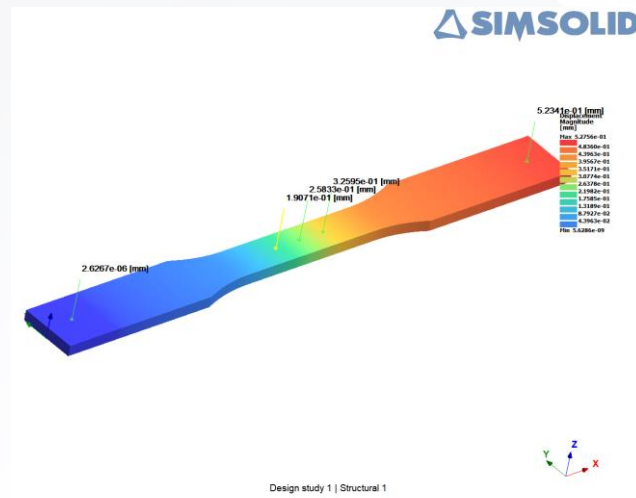 SIMSOLID
5.2341e-01 [mm]
Displacement
Magnitude
[mm]
Max 5.2756e-01
4.8360e-01
4.3963e-01
3.9567e-01
3.5171e-01
3.0774e-01
2.6378e-01
2.1982e-01
1.7585e-01
1.3189e-01
8.7927e-02
4.3963e-02
Min 5.6286e-09
3.2595e-01 [mm]
2.5833e-01 [mm]
1.9071e-01 [mm]
2.6267e-06 [mm]
Y
Z
X
Design study 1 | Structural 1